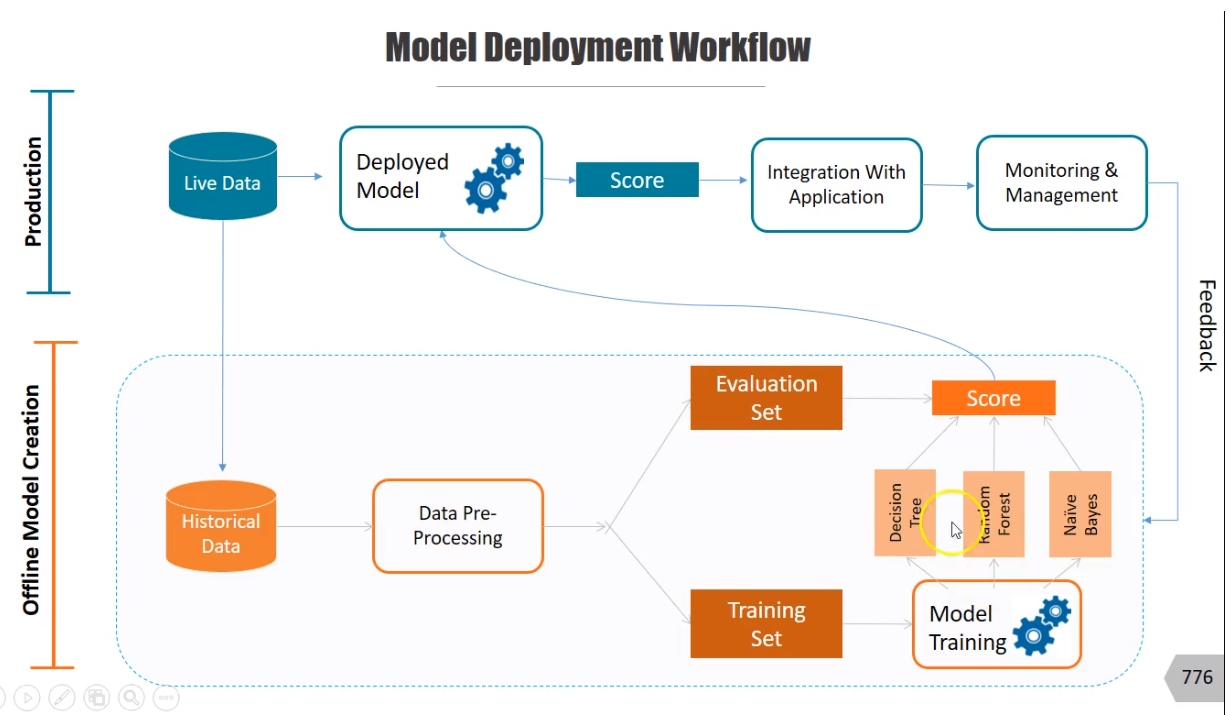 Model Deployment Workflow
Production
Live Data
Deployed
Model
Score
Integration With
Application
Monitoring &
Management
Feedback
Offline Model Creation
Historical
Data
Data Pre-
Processing
Evaluation
Set
Training
Set
Score
Decision
Tree
Random
Forest
Naïve
Bayes
Model
Training
776